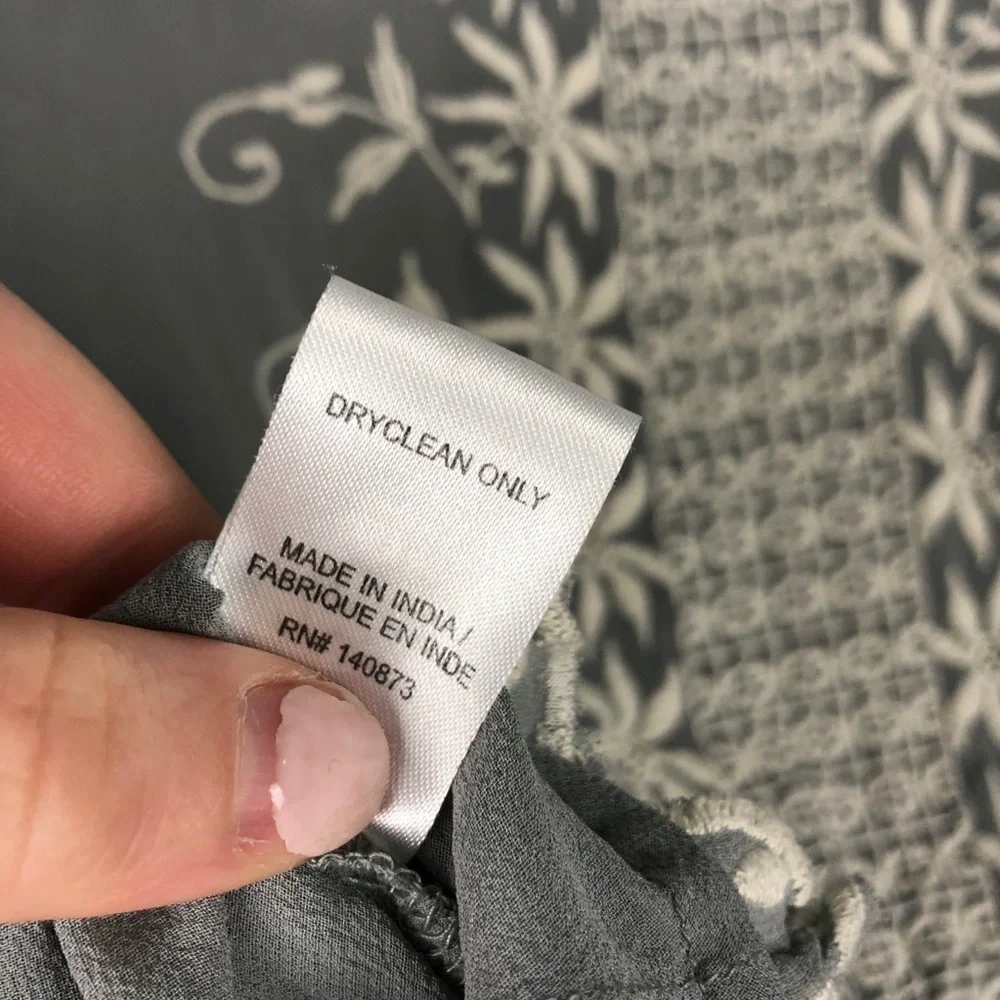 DRYCLEAN ONLY
MADE IN INDIA /
FABRIQUE EN INDE
RN# 140873